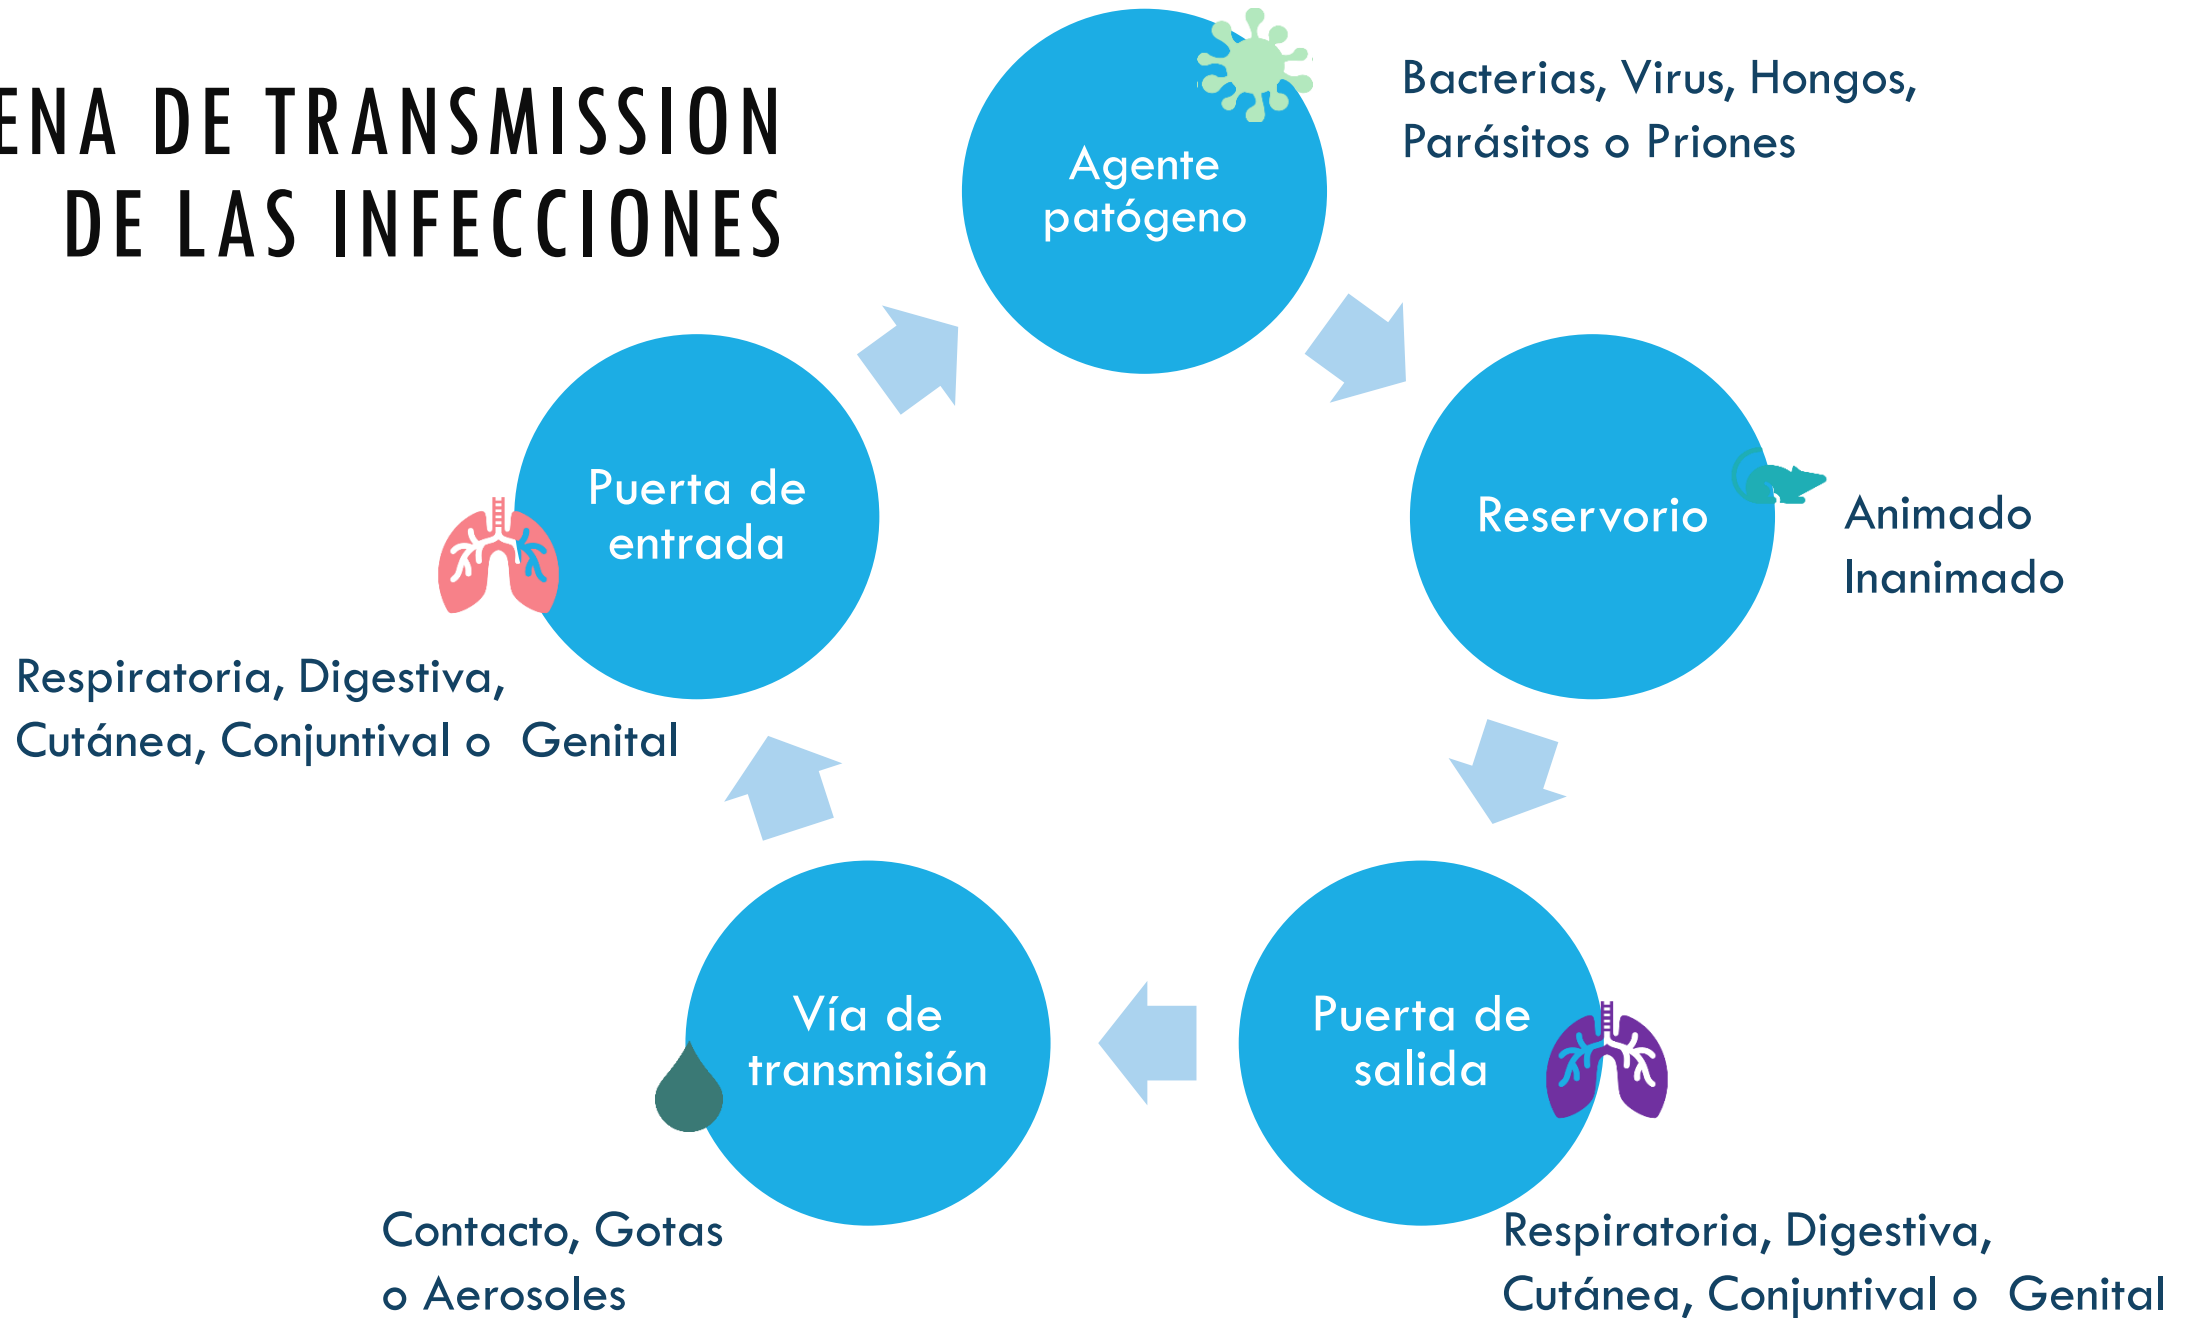 ENA DE TRANSMISSION
DE LAS INFECCIONES
Agente
patógeno
Bacterias, Virus, Hongos,
Parásitos o Priones
Reservorio
Animado
Inanimado
Puerta de
salida
Respiratoria, Digestiva,
Cutánea, Conjuntival o  Genital
Vía de
transmisión
Contacto, Gotas
o Aerosoles
Puerta de
entrada
Respiratoria, Digestiva,
Cutánea, Conjuntival o  Genital